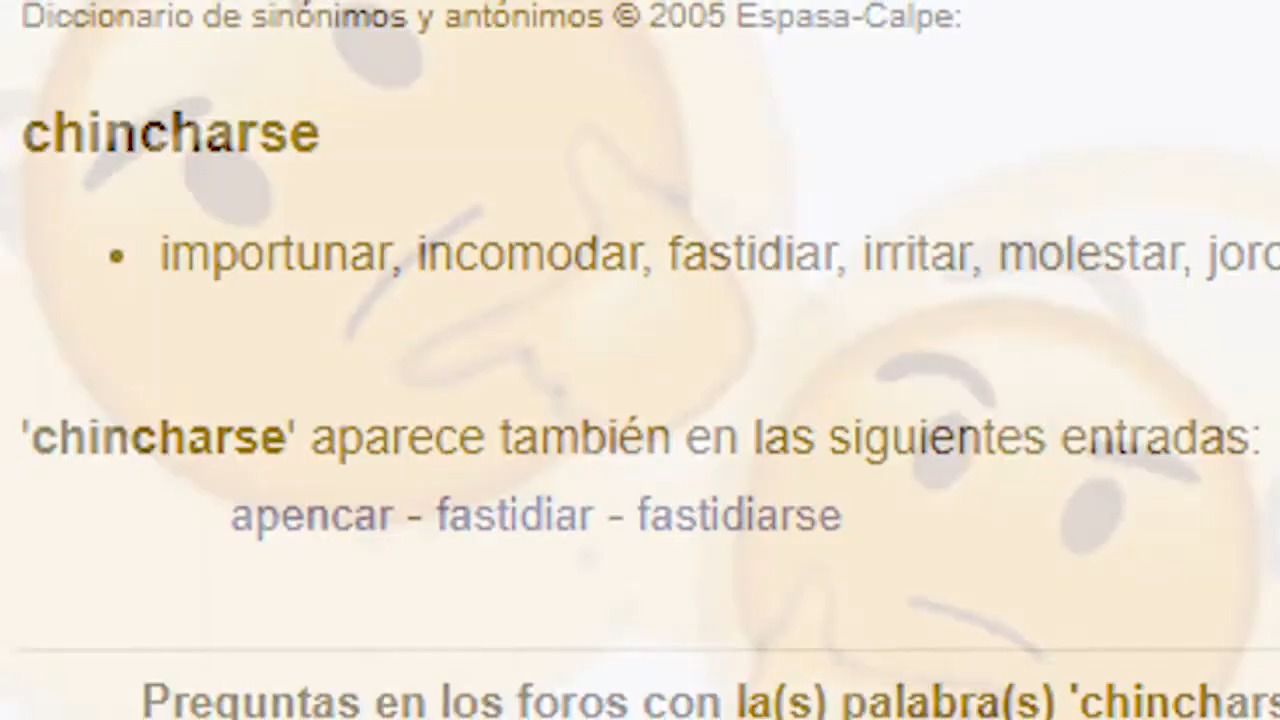 Diccionario de sinónimos y antónimos © 2005 Espasa-Calpe:
chincharse
• importunar, incomodar, fastidiar, irritar, molestar,
'chincharse' aparece también en las siguientes entradas:
apencar - fastidiar - fastidiarse
Preguntas en los foros con la(s) palabra(s)